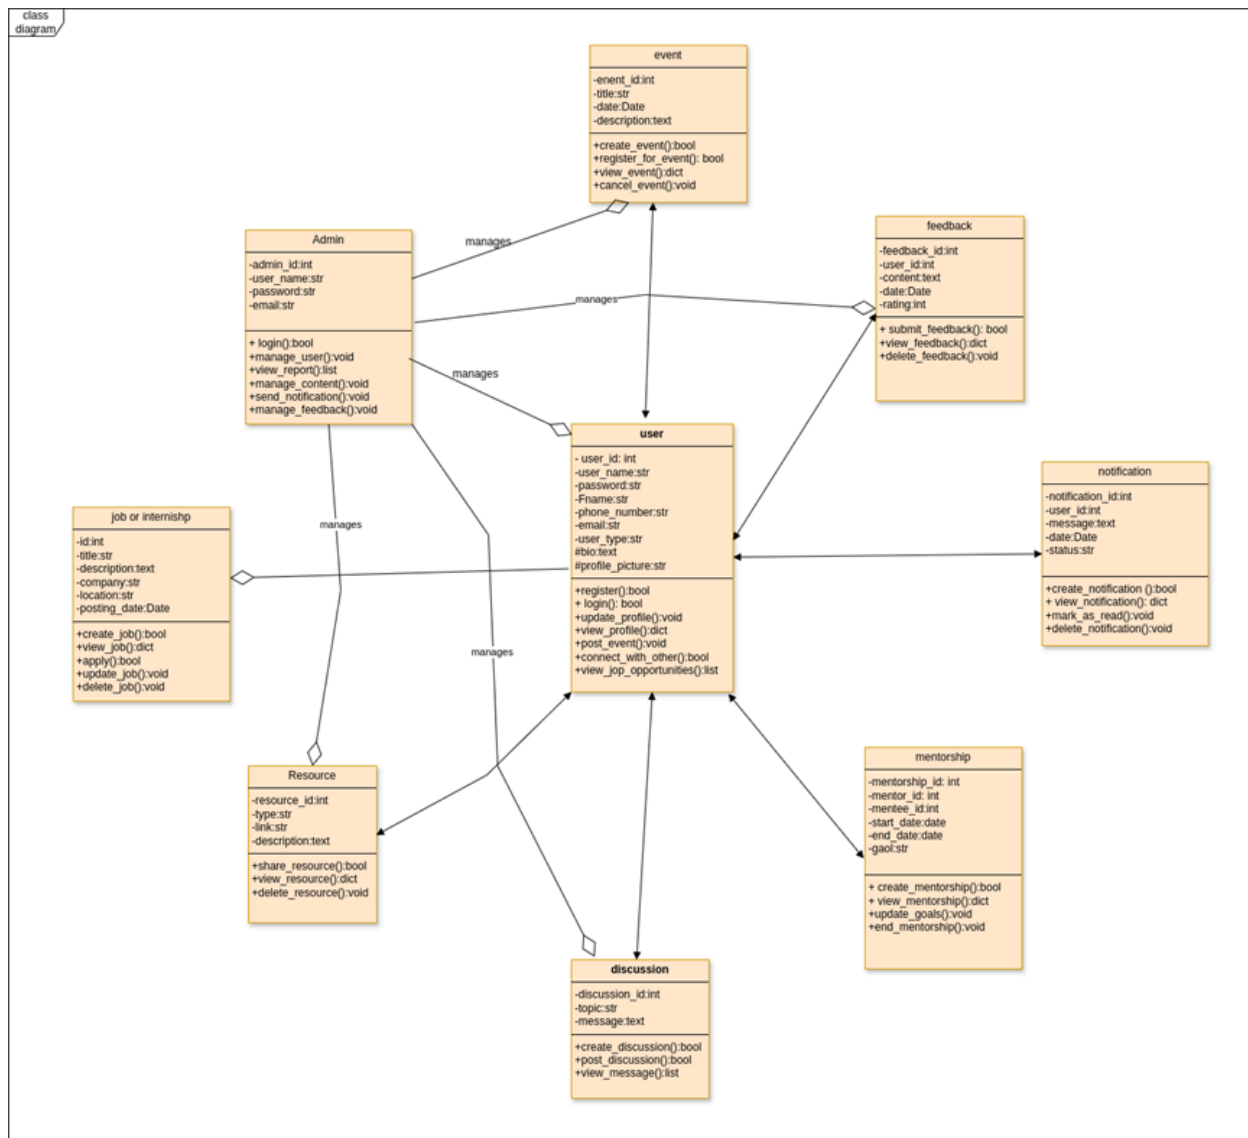 class
diagram
event
-enent_id:int
-title:str
-date:Date
-description:text
+create_event():bool
+register_for_event(): bool
+view_event():dict
+cancel_event():void
manages
Admin
-admin_id:int
-user_name:str
-password:str
-email:str
+ login():bool
+manage_user():void
+view_report():list
+manage_content():void
+send_notification():void
+manage_feedback():void
manages
feedback
-feedback_id:int
-user_id:int
-content:text
-date:Date
-rating:int
+ submit_feedback(): bool
+view_feedback():dict
+delete_feedback():void
manages
user
- user_id: int
-user_name:str
-password:str
-Fname:str
-phone_number:str
-email:str
-user_type:str
#bio:text
#profile_picture:str
+register():bool
+ login(): bool
+update_profile():void
+view_profile():dict
+post_event():void
+connect_with_other():bool
+view_jop_opportunities():list
notification
-notification_id:int
-user_id:int
-message:text
-date:Date
-status:str
+create_notification ():bool
+ view_notification(): dict
+mark_as_read():void
+delete_notification():void
job or internishp
-id:int
-title:str
-description:text
-company:str
-location:str
-posting_date:Date
+create_job():bool
+view_job():dict
+apply():bool
+update_job():void
+delete_job():void
manages
manages
Resource
-resource_id:int
-type:str
-link:str
-description:text
+share_resource():bool
+view_resource():dict
+delete_resource():void
mentorship
-mentorship_id: int
-mentor_id: int
-mentee_id:int
-start_date:date
-end_date:date
-gaol:str
+ create_mentorship():bool
+ view_mentorship():dict
+update_goals():void
+end_mentorship():void
discussion
-discussion_id:int
-topic:str
-message:text
+create_discussion():bool
+post_discussion():bool
+view_message():list